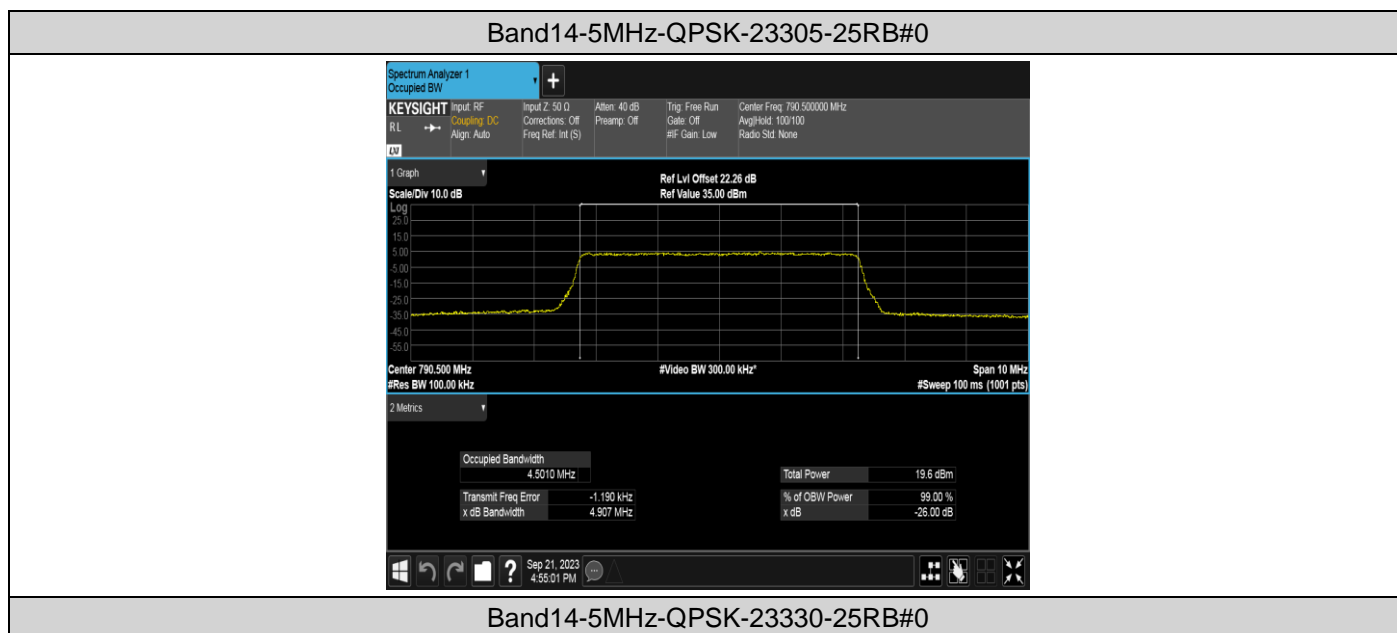 Band14-5MHz-QPSK-23305-25RB#0
Spectrum Analyzer 1
Occupied BW
+
KEYSIGHT Input: RF Input Z: 50 Ω Atten: 40 dB Trig: Free Run Center Freq: 790.500000 MHz
RL Coupling: DC Corrections: Off Preamp: Off Gate: Off Avg|Hold: 100/100
Align: Auto Freq Ref: Int (S) #IF Gain: Low Radio Std: None
1 Graph Ref Lvl Offset 22.26 dB
Scale/Div 10.0 dB Ref Value 35.00 dBm
Log
25.0
15.0
5.00
-5.00
-15.0
-25.0
-35.0
-45.0
-55.0
Center 790.500 MHz #Video BW 300.00 kHz* Span 10 MHz
#Res BW 100.00 kHz #Sweep 100 ms (1001 pts)
2 Metrics
Occupied Bandwidth
4.5010 MHz Total Power 19.6 dBm
Transmit Freq Error -1.190 kHz % of OBW Power 99.00 %
x dB Bandwidth 4.907 MHz x dB -26.00 dB
? Sep 21, 2023
4:55:01 PM
Band14-5MHz-QPSK-23330-25RB#0